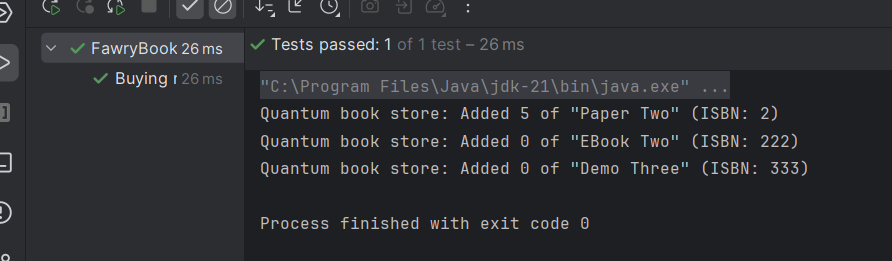 FawryBook 26 ms
Buying r 26 ms
Tests passed: 1 of 1 test – 26 ms
"C:\Program Files\Java\jdk-21\bin\java.exe" ...
Quantum book store: Added 5 of "Paper Two" (ISBN: 2)
Quantum book store: Added 0 of "EBook Two" (ISBN: 222)
Quantum book store: Added 0 of "Demo Three" (ISBN: 333)
Process finished with exit code 0